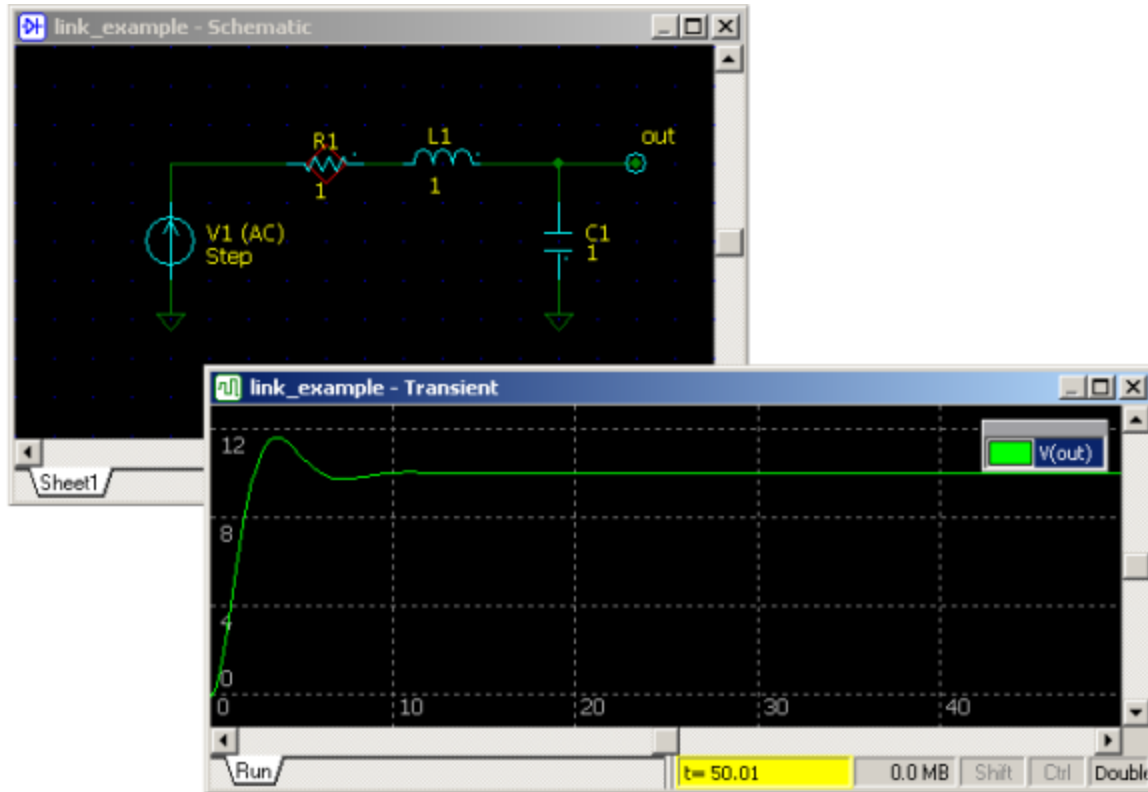 link_example - Schematic
R1
L1
out
1
1
V1 (AC)
Step
C1
1
Sheet1
link_example - Transient
12
V(out)
8
4
0
0
10
20
30
40
Run
t= 50.01
0.0 MB
Shift
Ctrl
Double